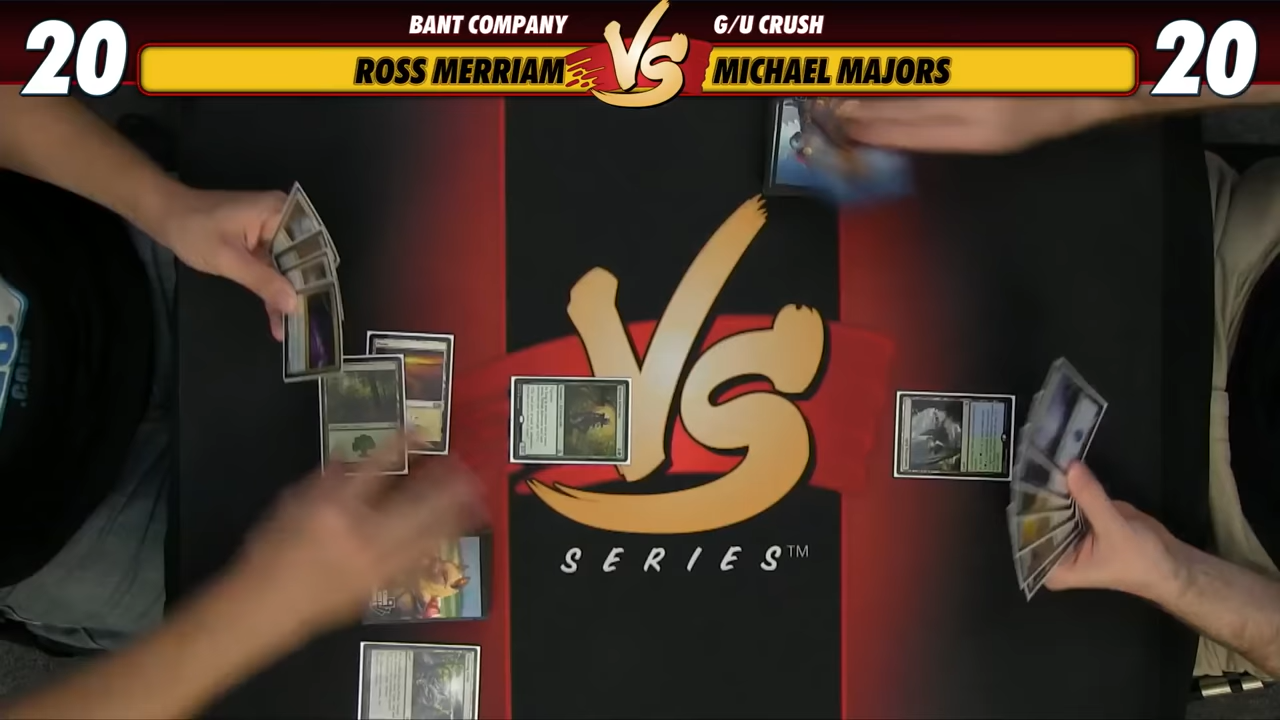 BANT COMPANY
G/U CRUSH
20
ROSS MERRIAM
VS
MICHAEL MAJORS
20
VS
SERIES™